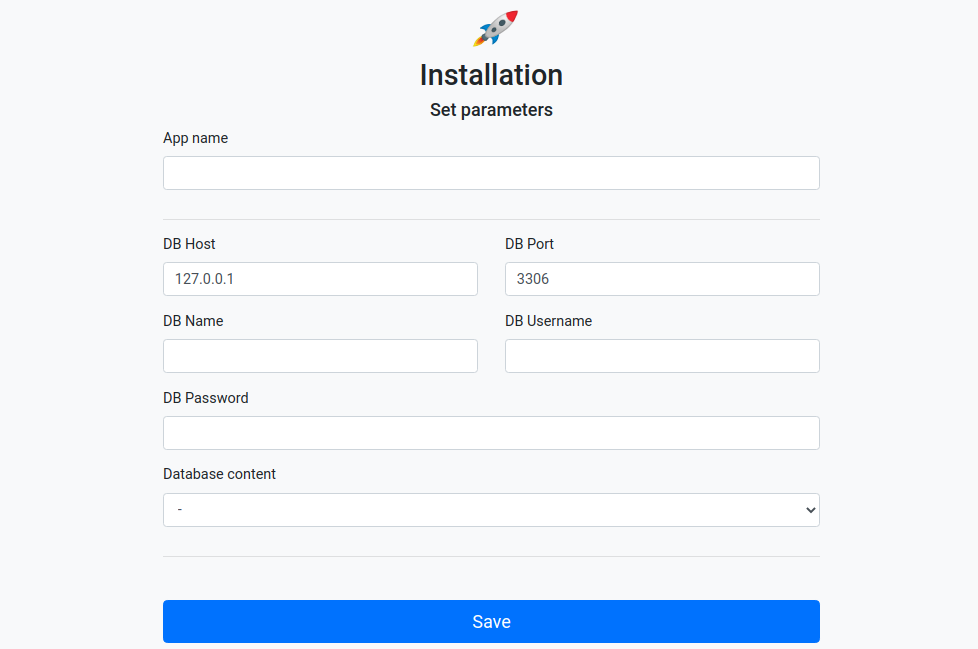 Installation
Set parameters
App name
DB Host
DB Port
127.0.0.1
3306
DB Name
DB Username
DB Password
Database content
-
Save